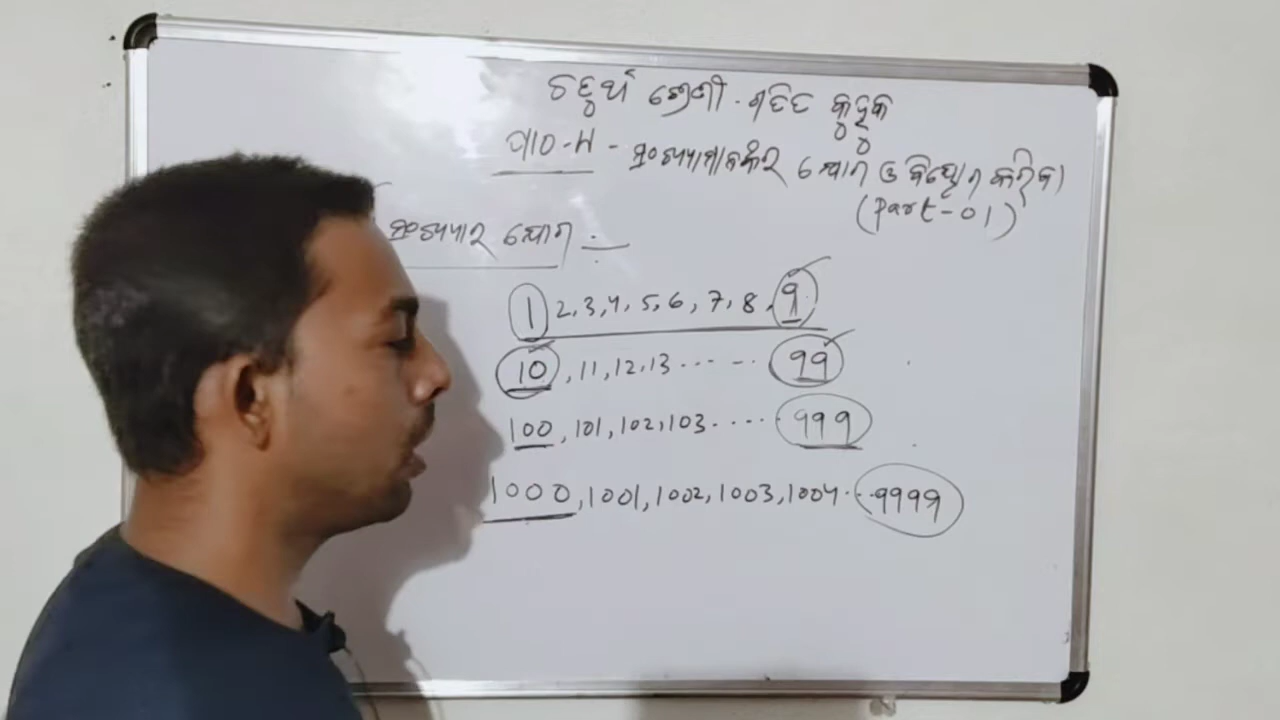 ଚତୁର୍ଥ ଶ୍ରେଣୀ . ଗଣିତ କୁହୁକ
ପାଠ-୪ - ସଂଖ୍ୟାମାନଙ୍କର ଯୋଗ ଓ ବିୟୋଗ କରିବା
(Part-01)
ସଂଖ୍ୟାର ଯୋଗ :-
1 2, 3, 4, 5, 6, 7, 8, 9
10, 11, 12, 13 ..... 99
100, 101, 102, 103..... 999
1000, 1001, 1002, 1003, 1004...9999